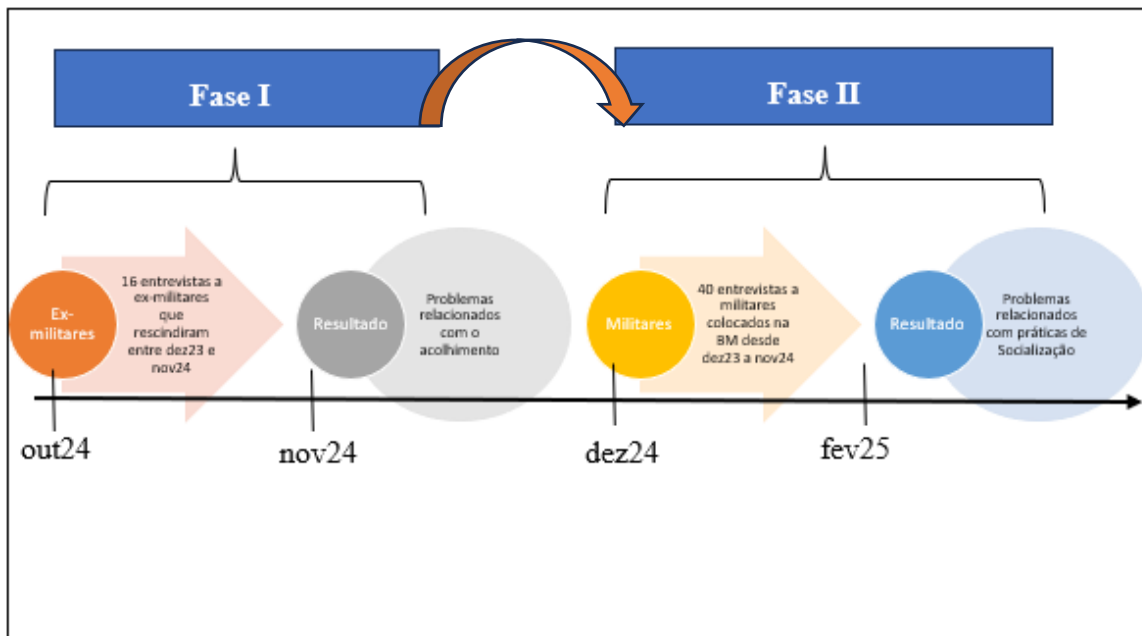 Fase I
Fase II
Ex-
militares
16 entrevistas a
ex-militares
que
rescindiram
entre dez23 e
nov24
Resultado
Problemas
relacionados
com o
acolhimento
Militares
40 entrevistas a
militares
colocados na
BM desde
dez23 a nov24
Resultado
Problemas
relacionados
com práticas de
Socialização
out24
nov24
dez24
fev25